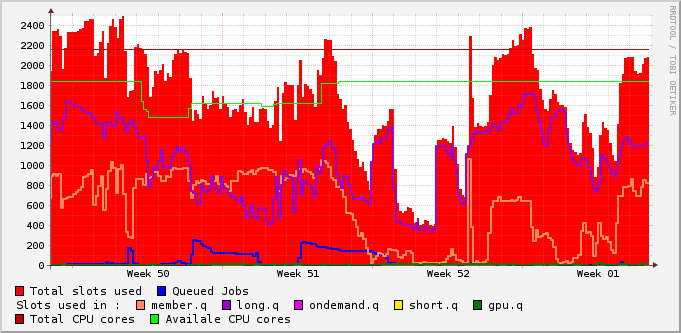 2400
2200
2000
1800
1600
1400
1200
1000
800
600
400
200
0
Week 50 Week 51 Week 52 Week 01
Total slots used Queued Jobs
Slots used in : member.q long.q ondemand.q short.q gpu.q
Total CPU cores Availale CPU cores
RRDTOOL / TOBI OETIKER